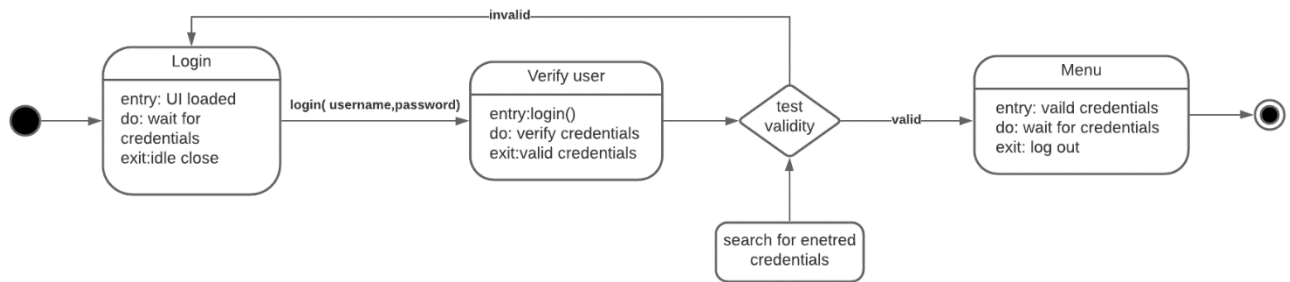 invalid
Login
entry: UI loaded
do: wait for
credentials
exit:idle close
login( username,password)
Verify user
entry:login()
do: verify credentials
exit:valid credentials
test
validity
valid
Menu
entry: vaild credentials
do: wait for credentials
exit: log out
search for enetred
credentials